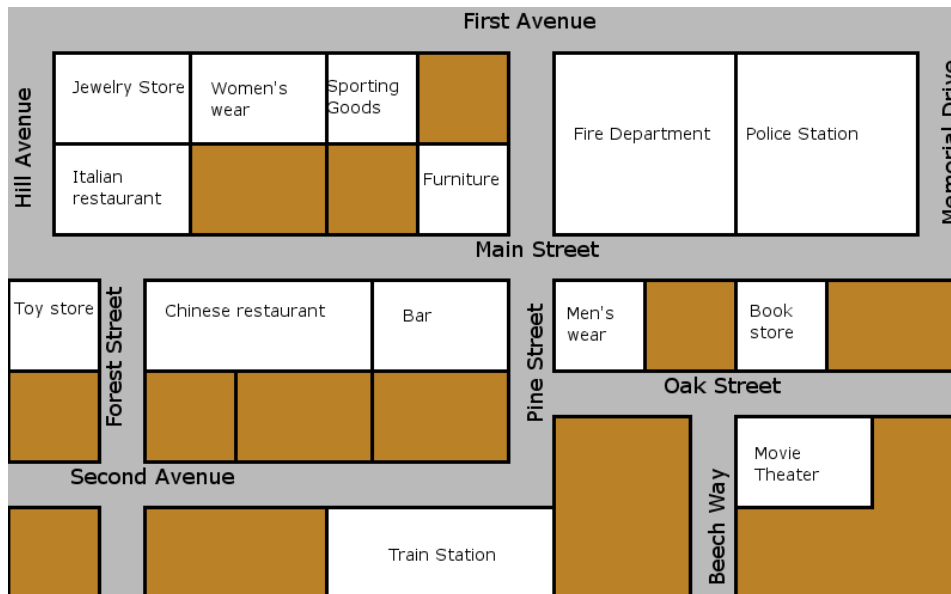 First Avenue
Hill Avenue
Jewelry Store
Women's
wear
Sporting
Goods
Fire Department
Police Station
Memorial Drive
Italian
restaurant
Furniture
Main Street
Toy store
Forest Street
Chinese restaurant
Bar
Pine Street
Men's
wear
Book
store
Oak Street
Second Avenue
Movie
Theater
Beech Way
Train Station